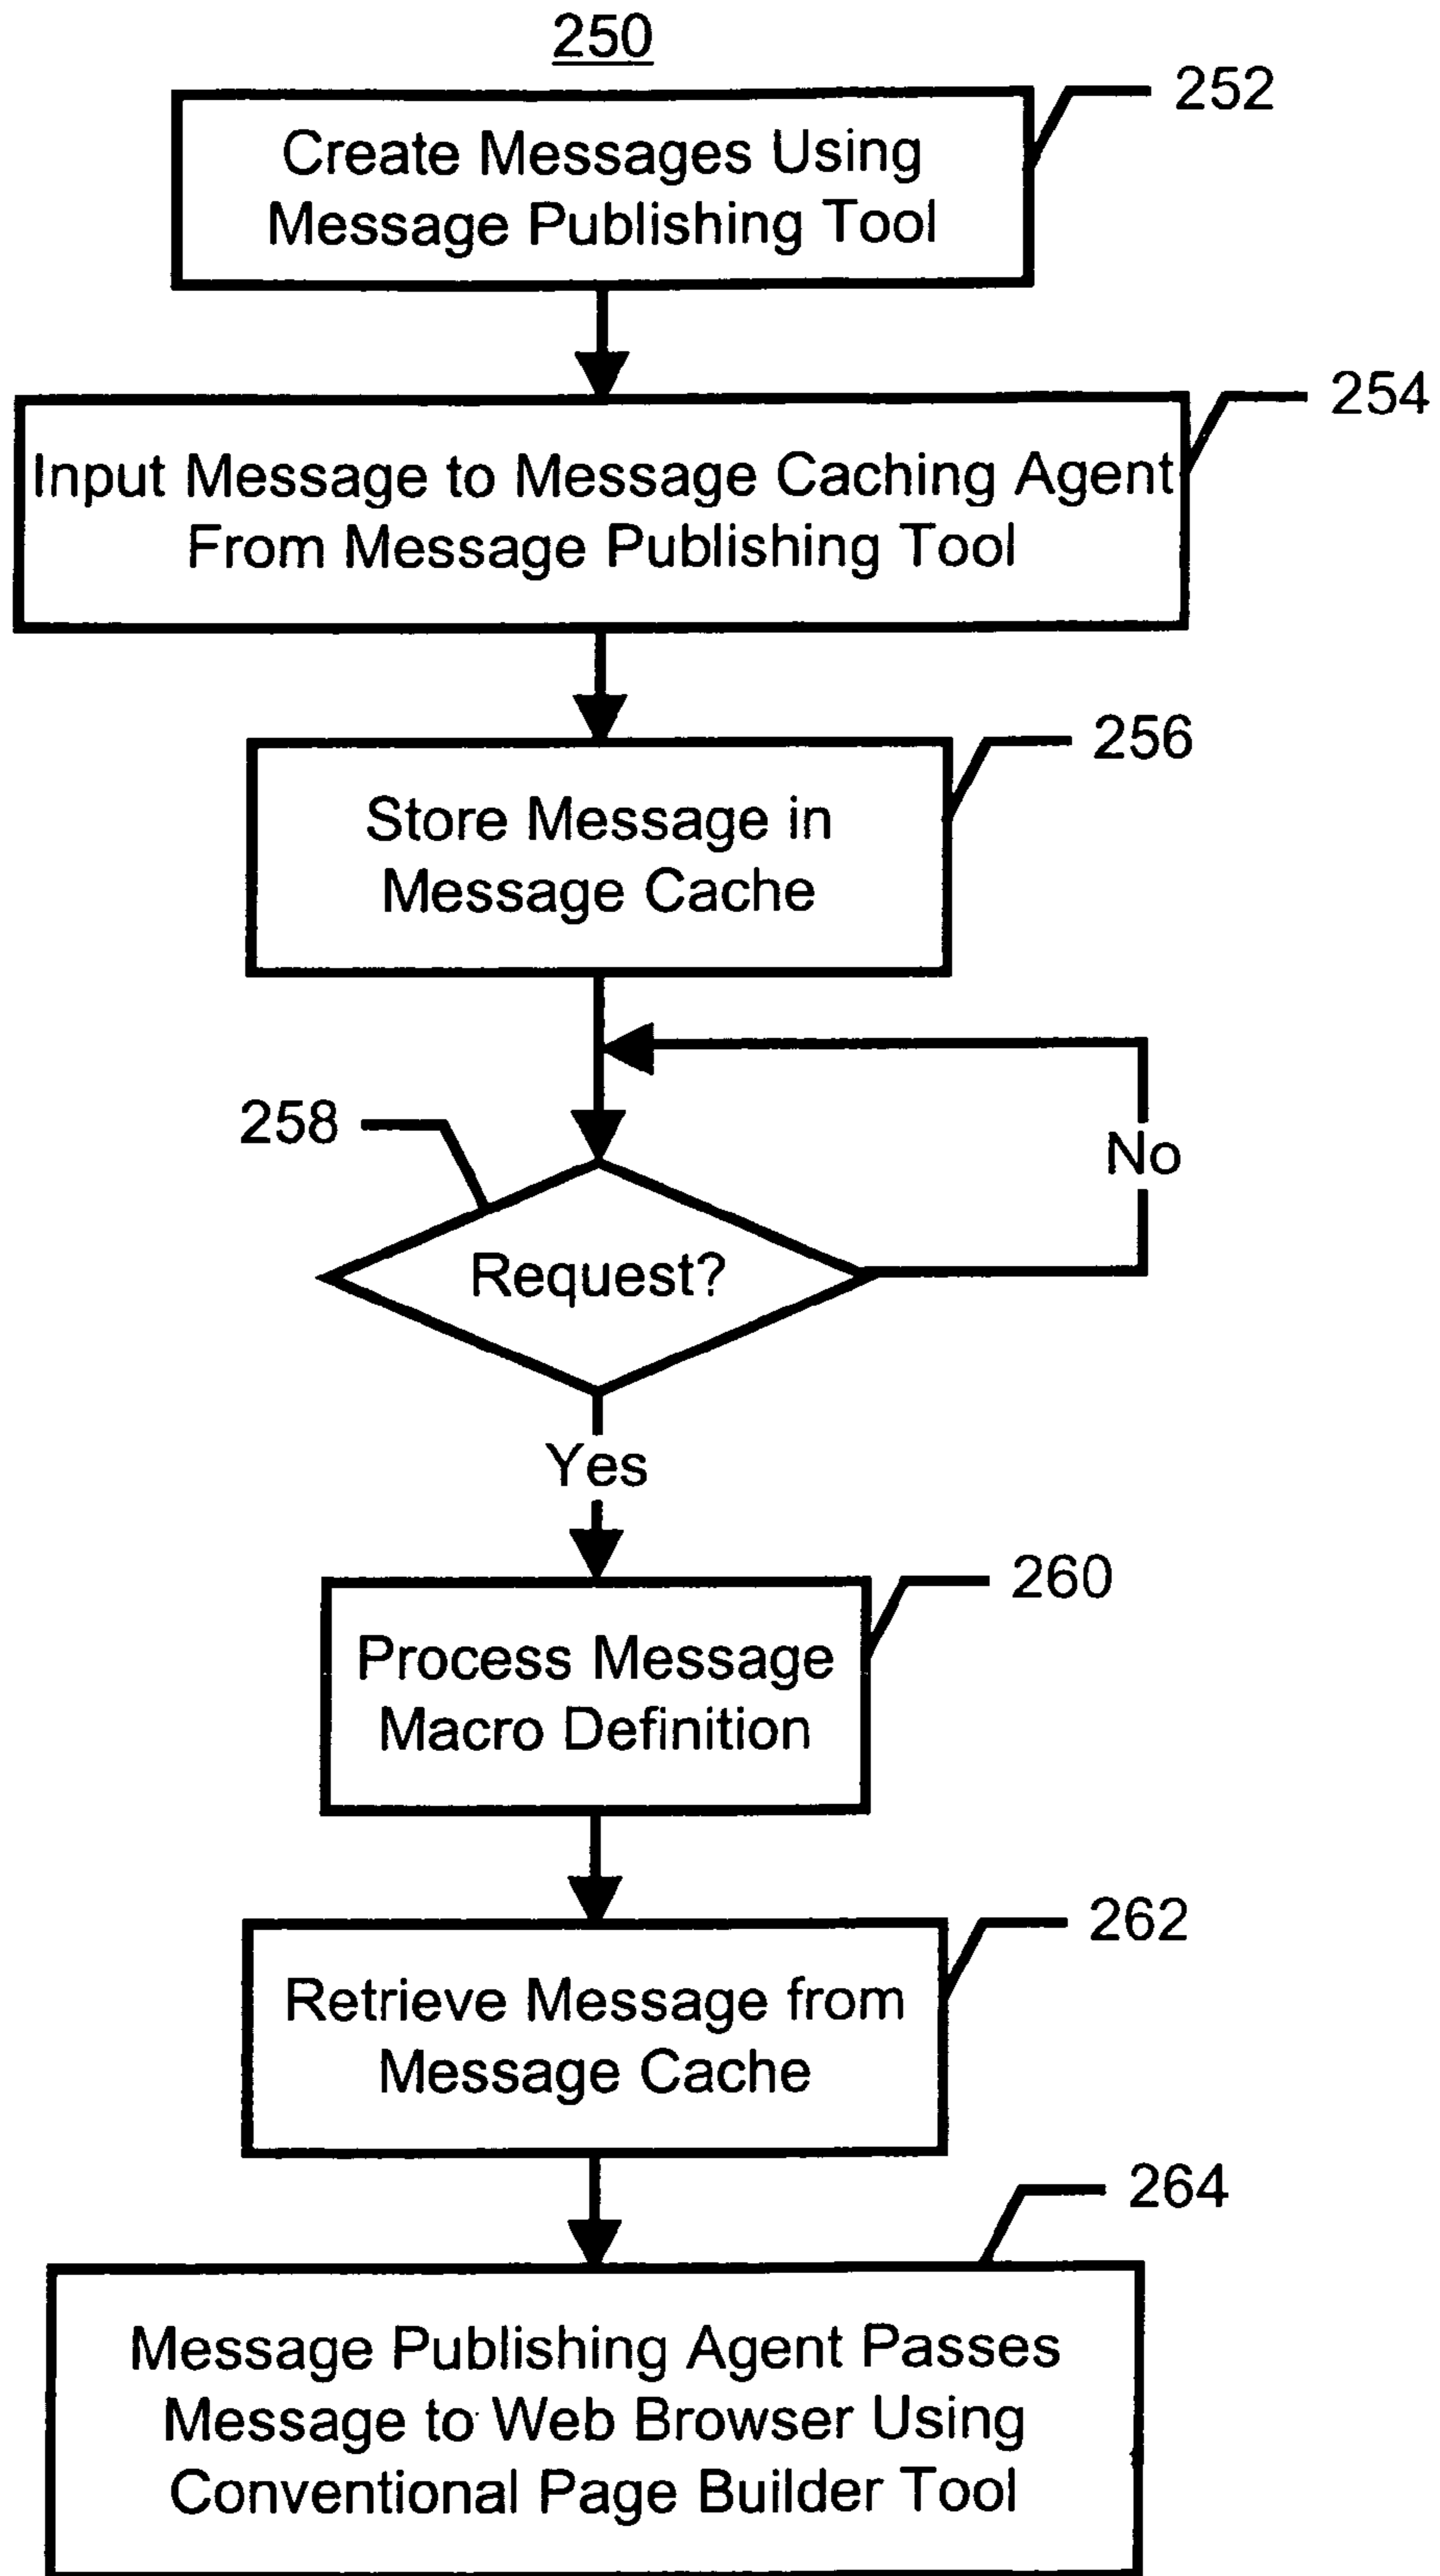 250
252
Create Messages Using
Message Publishing Tool
254
Input Message to Message Caching Agent
From Message Publishing Tool
256
Store Message in
Message Cache
258
No
Request?
Yes
260
Process Message
Macro Definition
262
Retrieve Message from
Message Cache
264
Message Publishing Agent Passes
Message to Web Browser Using
Conventional Page Builder Tool